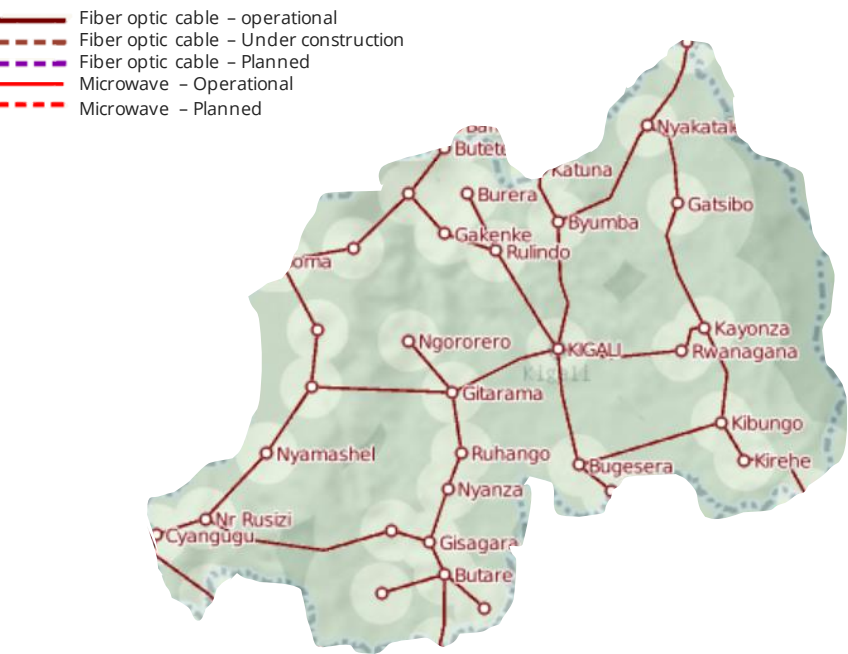 Fiber optic cable – operational
Fiber optic cable – Under construction
Fiber optic cable – Planned
Microwave – Operational
Microwave – Planned
Nyakatak
Butete
Katuna
Burera
Gatsibo
Byumba
Gakenke
Rulindo
oma
Kayonza
Ngororero
KIGALI
Rwanagana
Kigali
Gitarama
Kibungo
Nyamashel
Ruhango
Kirehe
Bugesera
Nyanza
Nr Rusizi
Cyangugu
Gisagara
Butare